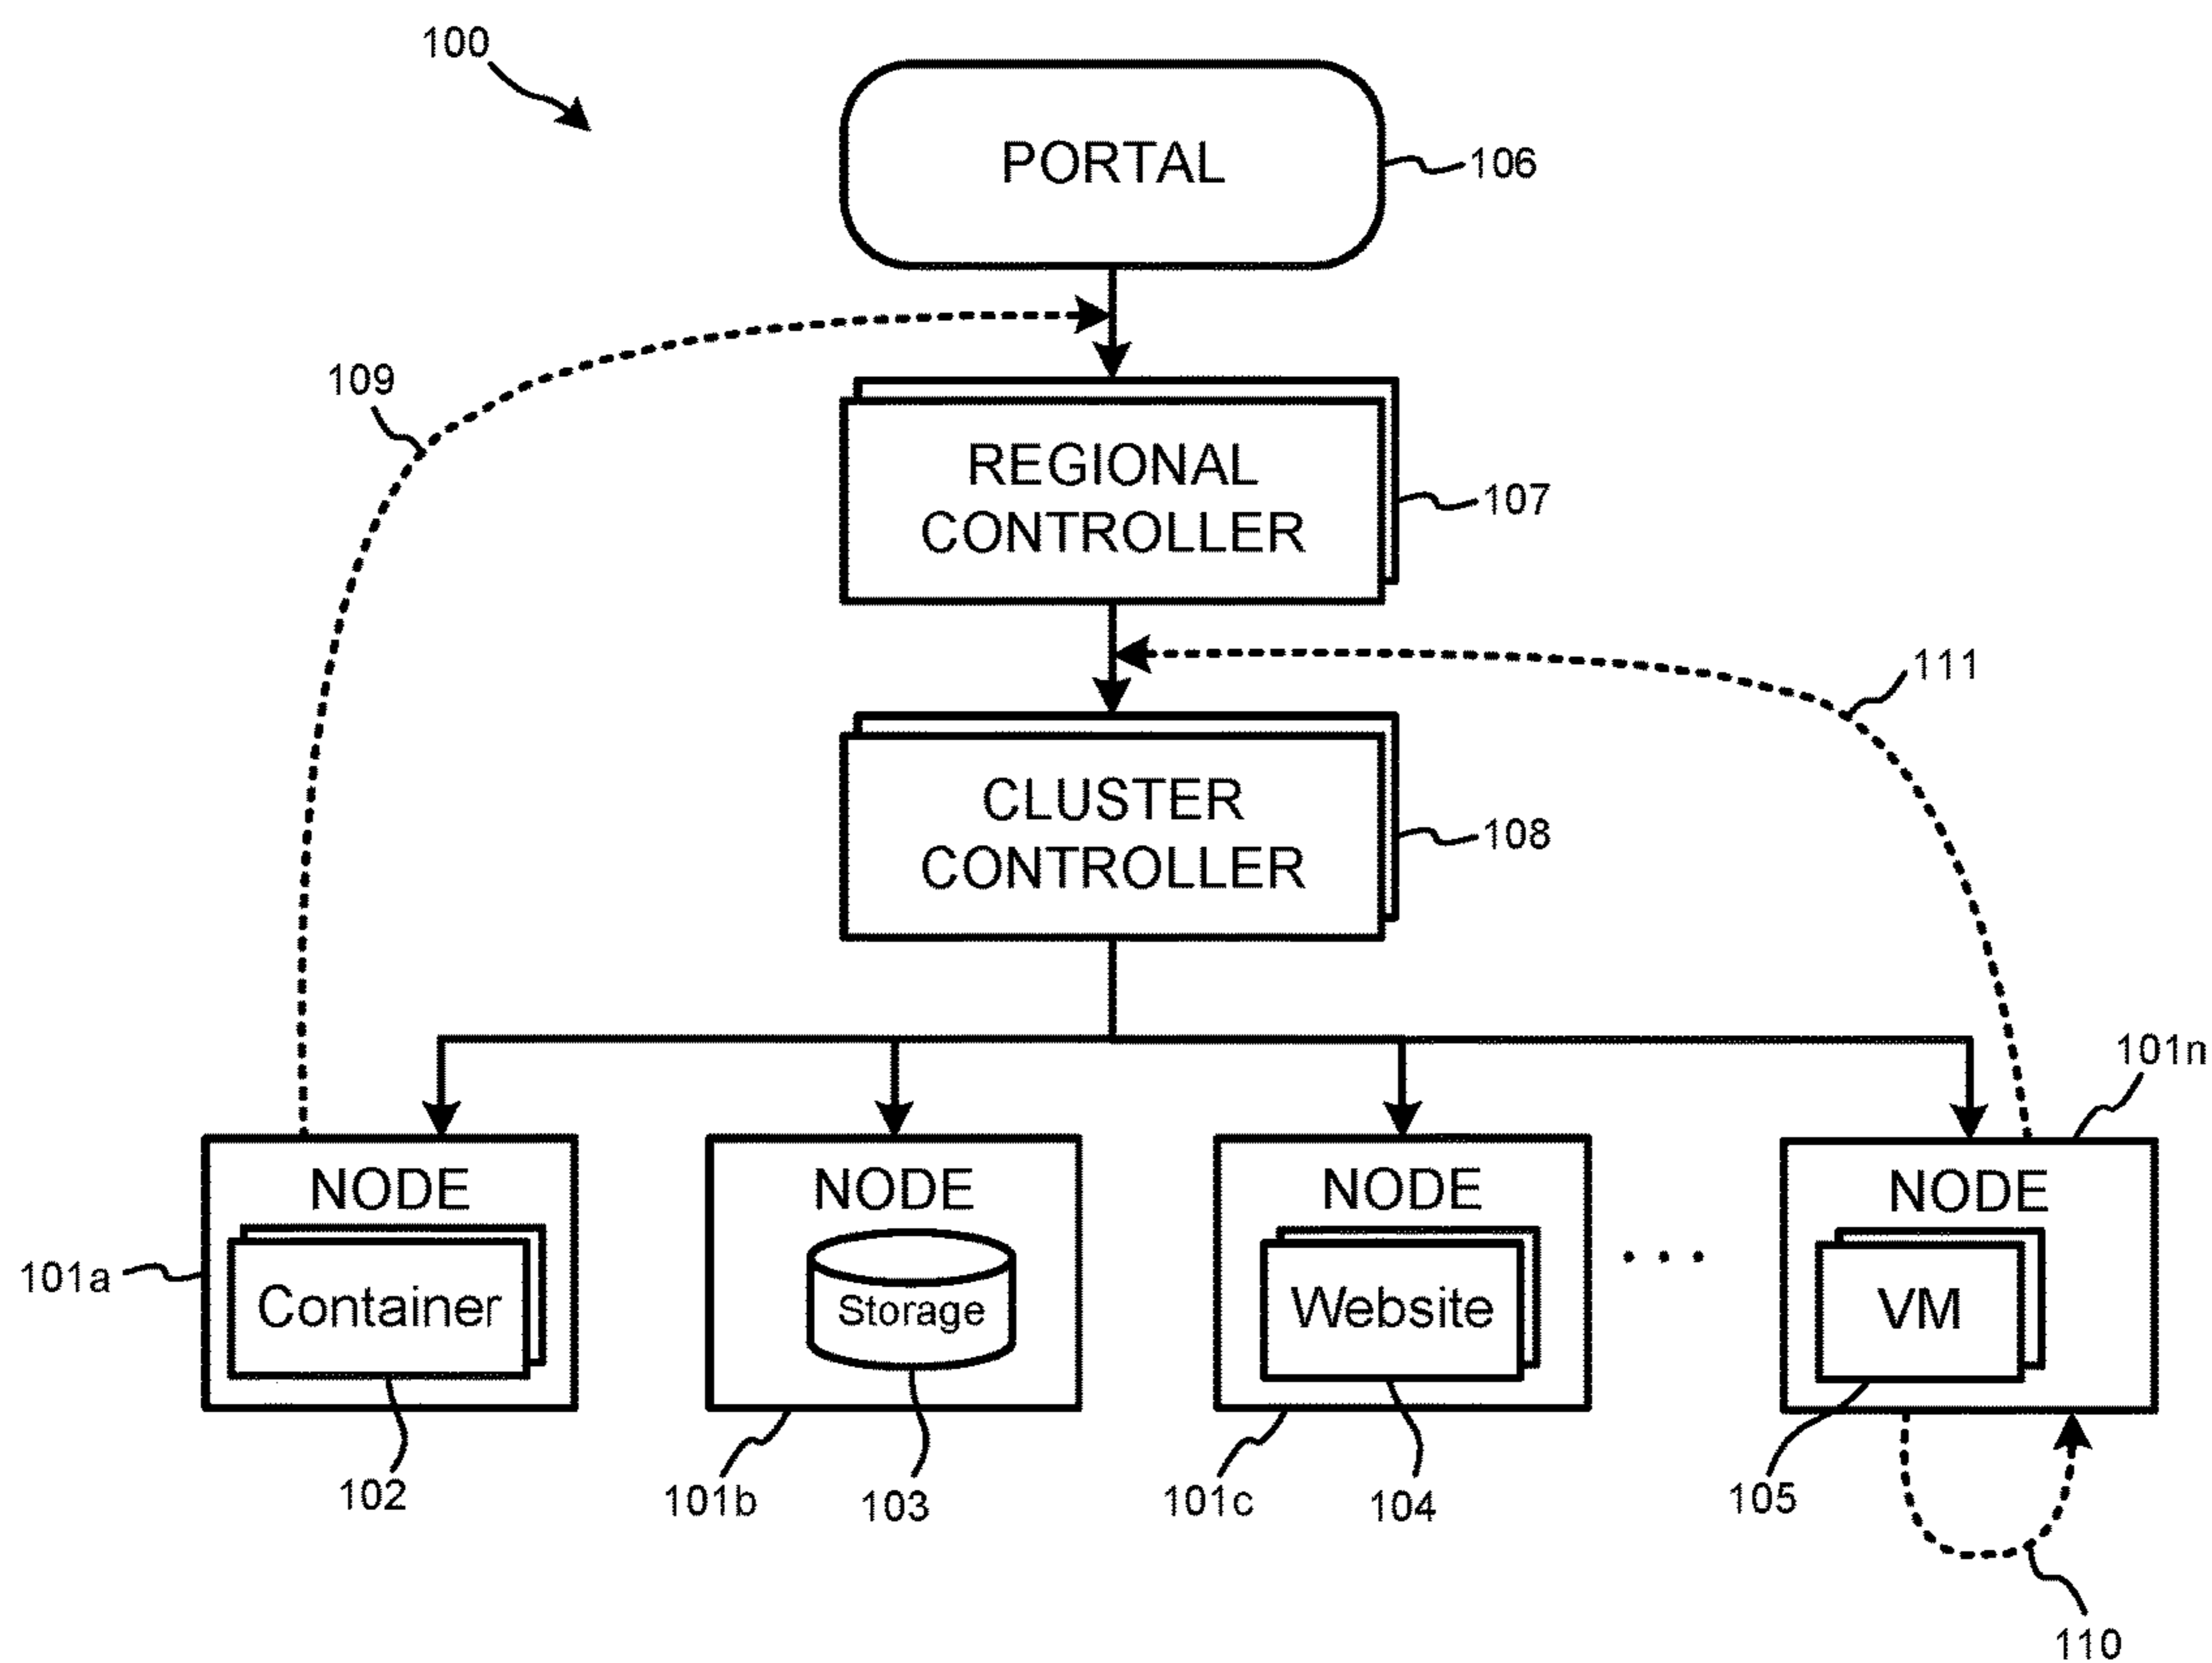 100
PORTAL
106
109
REGIONAL
CONTROLLER
107
111
CLUSTER
CONTROLLER
108
101n
NODE
NODE
NODE
NODE
101a
Container
Storage
Website
. . .
VM
102
101b
103
101c
104
105
110